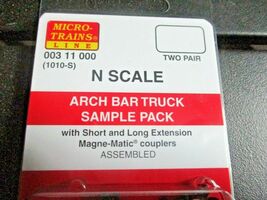 MICRO-
TRAINS®
LINE
003 11 000
(1010-S)
TWO PAIR
N SCALE
ARCH BAR TRUCK
SAMPLE PACK
with Short and Long Extension
Magne-Matic® couplers
ASSEMBLED